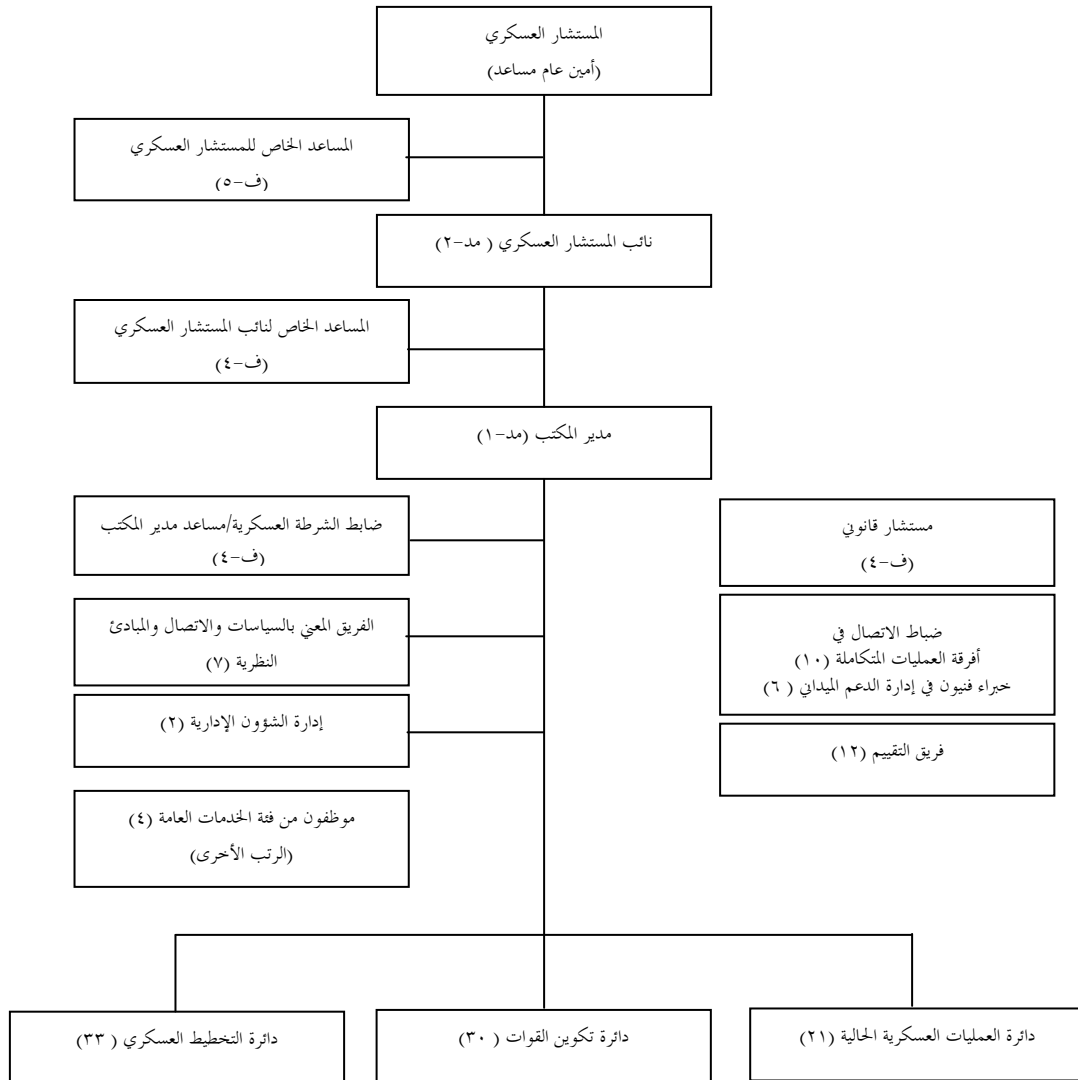 المستشار العسكري
(أمين عام مساعد)
المساعد الخاص للمستشار العسكري
(ف-٥)
نائب المستشار العسكري ( مد-٢)
المساعد الخاص لنائب المستشار العسكري
(ف-٤)
مدير المكتب (مد-١)
ضابط الشرطة العسكرية/مساعد مدير المكتب
(ف-٤)
مستشار قانوني
(ف-٤)
الفريق المعني بالسياسات والاتصال والمبادئ
النظرية (٧)
ضباط الاتصال في
أفرقة العمليات المتكاملة (١٠)
خبراء فنيون في إدارة الدعم الميداني ( ٦)
إدارة الشؤون الإدارية (٢)
فريق التقييم (١٢)
موظفون من فئة الخدمات العامة (٤)
(الرتب الأخرى)
دائرة العمليات العسكرية الحالية (٢١)
دائرة تكوين القوات ( ٣٠)
دائرة التخطيط العسكري ( ٣٣)